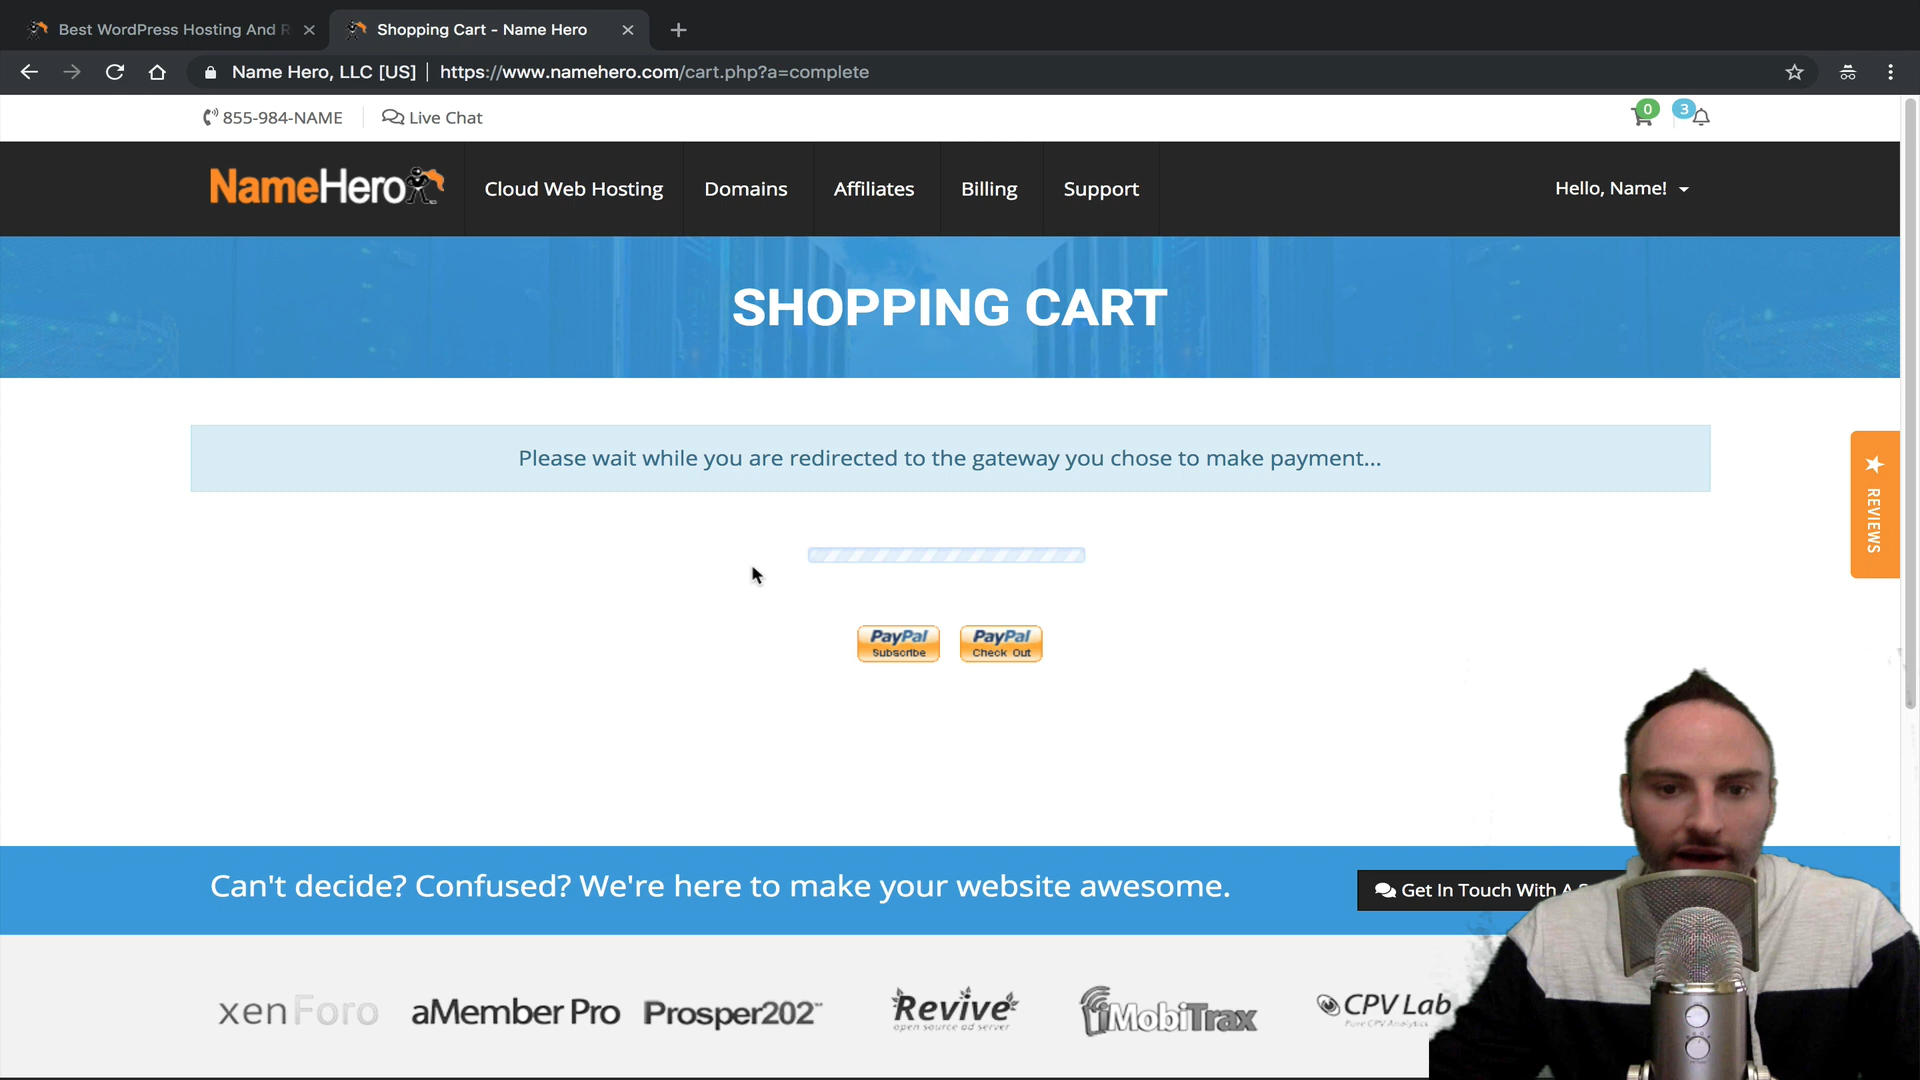 Best WordPress Hosting And R
Shopping Cart - Name Hero
Name Hero, LLC [US] | https://www.namehero.com/cart.php?a=complete
855-984-NAME
Live Chat
0
3
NameHero
Cloud Web Hosting
Domains
Affiliates
Billing
Support
Hello, Name!
SHOPPING CART
Please wait while you are redirected to the gateway you chose to make payment...
REVIEWS
PayPal
Subscribe
PayPal
Check Out
Can't decide? Confused? We're here to make your website awesome.
Get In Touch With A
xenForo
aMember Pro
Prosper202
Revive
open source ad server
iMobiTrax
CPV Lab
Pure CPV Analytics